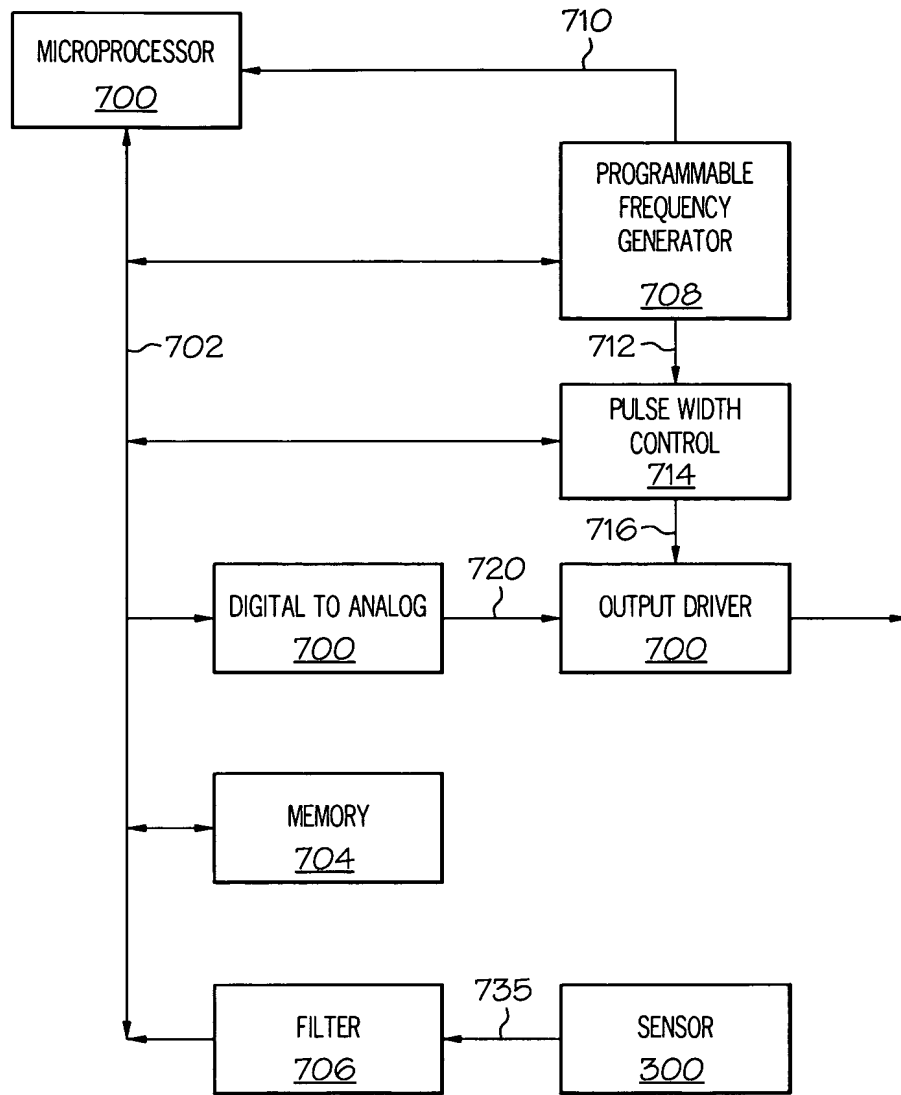 710
MICROPROCESSOR
700
PROGRAMMABLE
FREQUENCY
GENERATOR
708
702
712
PULSE WIDTH
CONTROL
714
716
720
DIGITAL TO ANALOG
700
OUTPUT DRIVER
700
MEMORY
704
735
FILTER
706
SENSOR
300